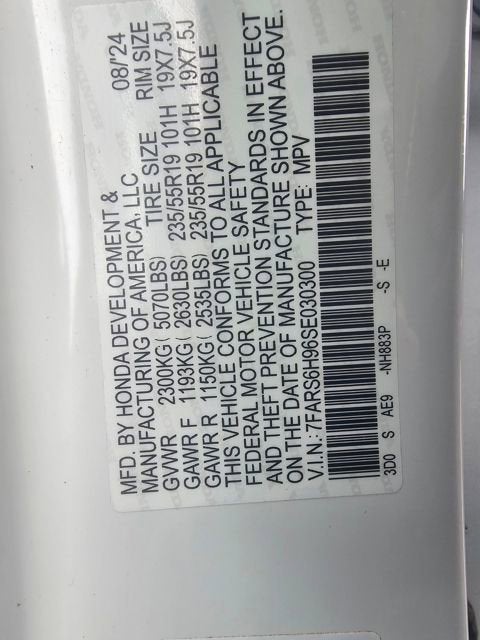 MFD. BY HONDA DEVELOPMENT & 08/'24
MANUFACTURING OF AMERICA, LLC
TIRE SIZE RIM SIZE
GVWR 2300KG( 5070LBS)
GAWR F 1193KG( 2630LBS) 235/55R19 101H 19X7.5J
GAWR R 1150KG( 2535LBS) 235/55R19 101H 19X7.5J
THIS VEHICLE CONFORMS TO ALL APPLICABLE
FEDERAL MOTOR VEHICLE SAFETY
AND THEFT PREVENTION STANDARDS IN EFFECT
ON THE DATE OF MANUFACTURE SHOWN ABOVE.
V.I.N.: 7FARS6H96SE030300 TYPE: MPV
3D0 S AE9 -NH883P -S -E